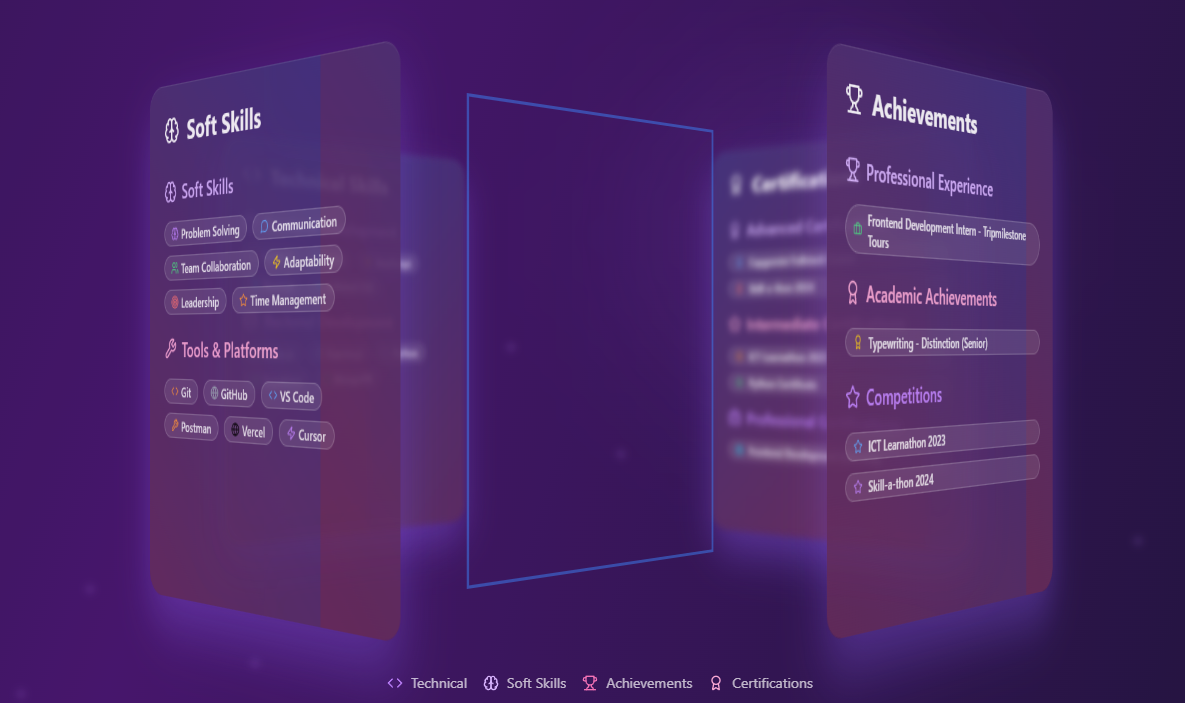 Soft Skills
Soft Skills
Problem Solving
Communication
Team Collaboration
Adaptability
Leadership
Time Management
Tools & Platforms
Git
GitHub
VS Code
Postman
Vercel
Cursor
Technical Skills
Achievements
Professional Experience
Frontend Development Intern - Tripmilestone
Tours
Academic Achievements
Typewriting - Distinction (Senior)
Competitions
ICT Learnathon 2023
Skill-a-thon 2024
Technical
Soft Skills
Achievements
Certifications